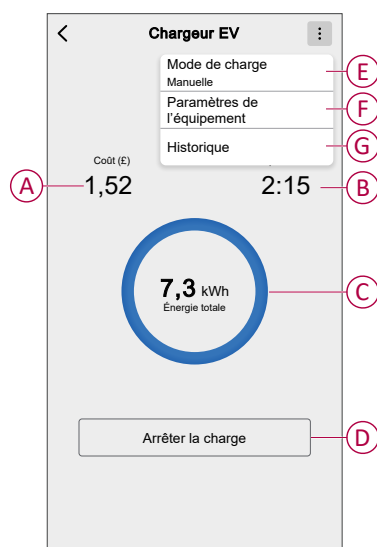 Chargeur EV
Mode de charge
Manuelle
E
Paramètres de
l'équipement
F
Historique
G
Coût (£)
A
1,52
2:15
B
7,3 kWh
Énergie totale
C
Arrêter la charge
D